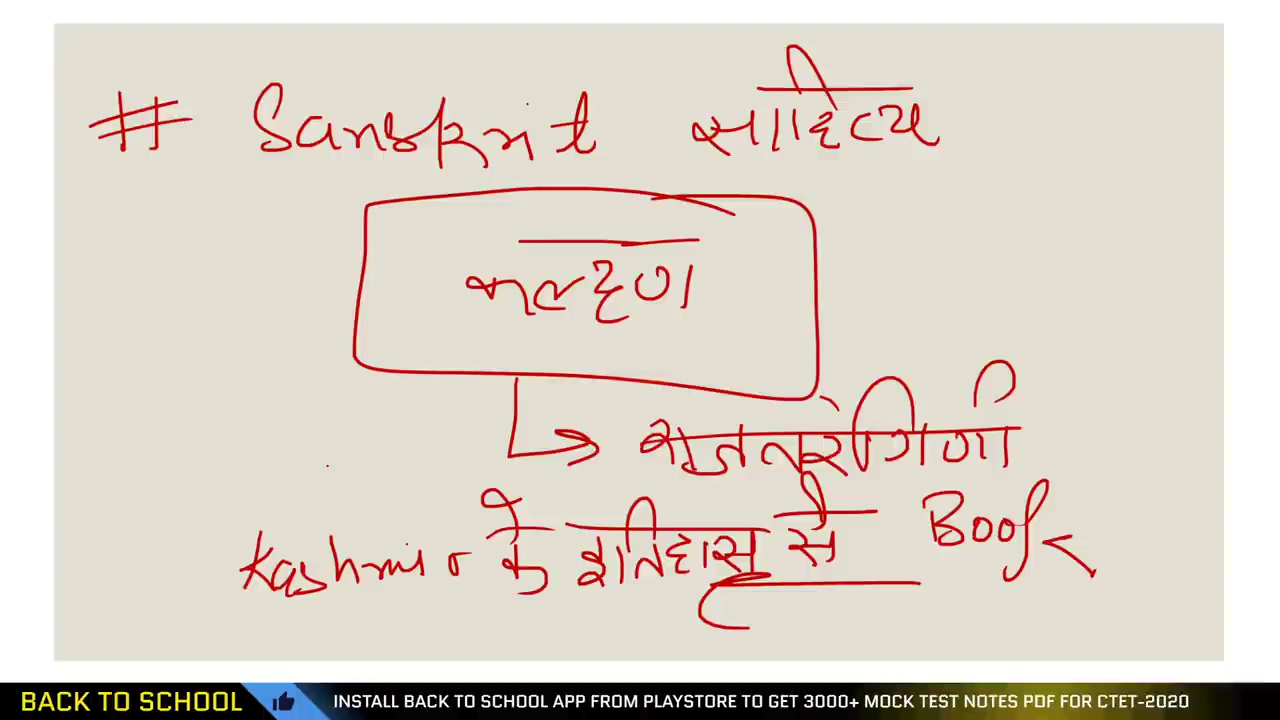 # Sanskrit साहित्य
कल्हण
राजतरंगिणी
Kashmir के इतिहास से Book
BACK TO SCHOOL INSTALL BACK TO SCHOOL APP FROM PLAYSTORE TO GET 3000+ MOCK TEST NOTES PDF FOR CTET-2020